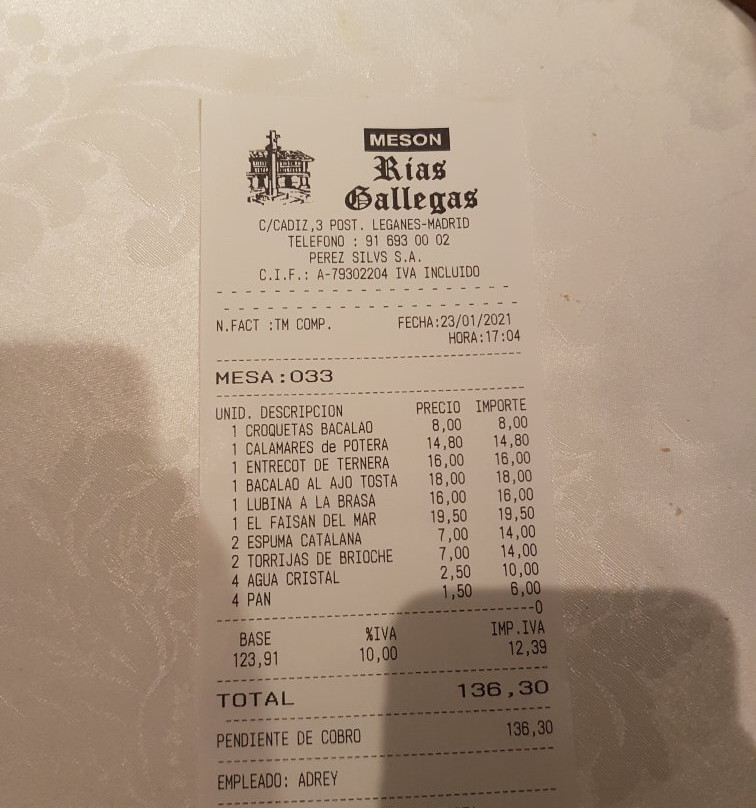 MESON
Rías
Gallegas
C/CADIZ,3 POST. LEGANES-MADRID
TELEFONO : 91 693 00 02
PEREZ SILVS S.A.
C.I.F.: A-79302204 IVA INCLUIDO
N.FACT :TM COMP. FECHA:23/01/2021
HORA:17:04
MESA:033
UNID. DESCRIPCION PRECIO IMPORTE
1 CROQUETAS BACALAO 8,00 8,00
1 CALAMARES de POTERA 14,80 14,80
1 ENTRECOT DE TERNERA 16,00 16,00
1 BACALAO AL AJO TOSTA 18,00 18,00
1 LUBINA A LA BRASA 16,00 16,00
1 EL FAISAN DEL MAR 19,50 19,50
2 ESPUMA CATALANA 7,00 14,00
2 TORRIJAS DE BRIOCHE 7,00 14,00
4 AGUA CRISTAL 2,50 10,00
4 PAN 1,50 6,00
0
BASE %IVA IMP.IVA
123,91 10,00 12,39
TOTAL 136,30
PENDIENTE DE COBRO 136,30
EMPLEADO: ADREY